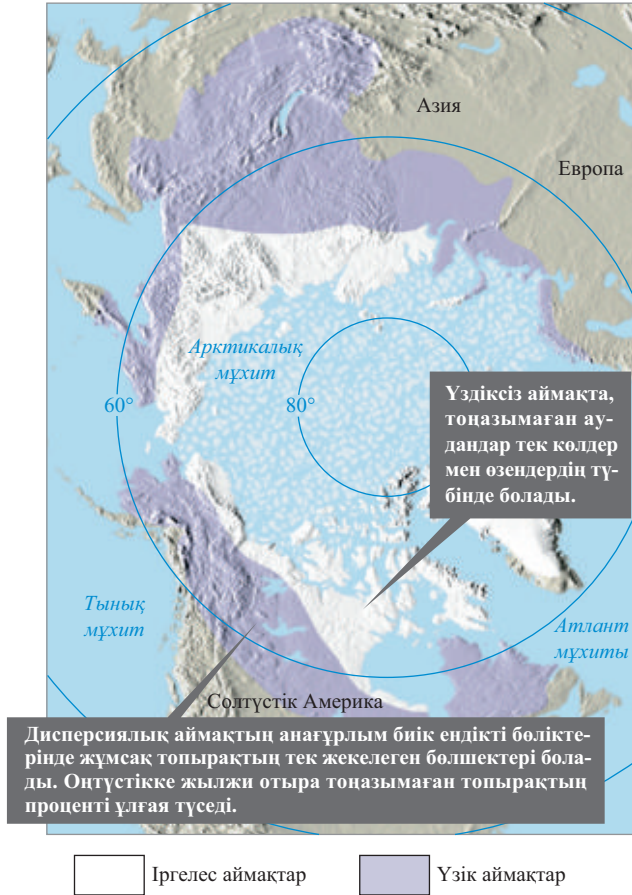 Азия
Европа
Арктикалық
мұхит
60°
80°
Үздіксіз аймақта,
тоңазымаған ау-
дандар тек көлдер
мен өзендердің тү-
бінде болады.
Тынық
мұхит
Атлант
мұхиты
Солтүстік Америка
Дисперсиялық аймақтың анағұрлым биік ендікті бөлікте-
рінде жұмсақ топырақтың тек жекелеген бөлшектері бола-
ды. Оңтүстікке жылжи отыра тоңазымаған топырақтың
проценті ұлғая түседі.
Іргелес аймақтар
Үзік аймақтар